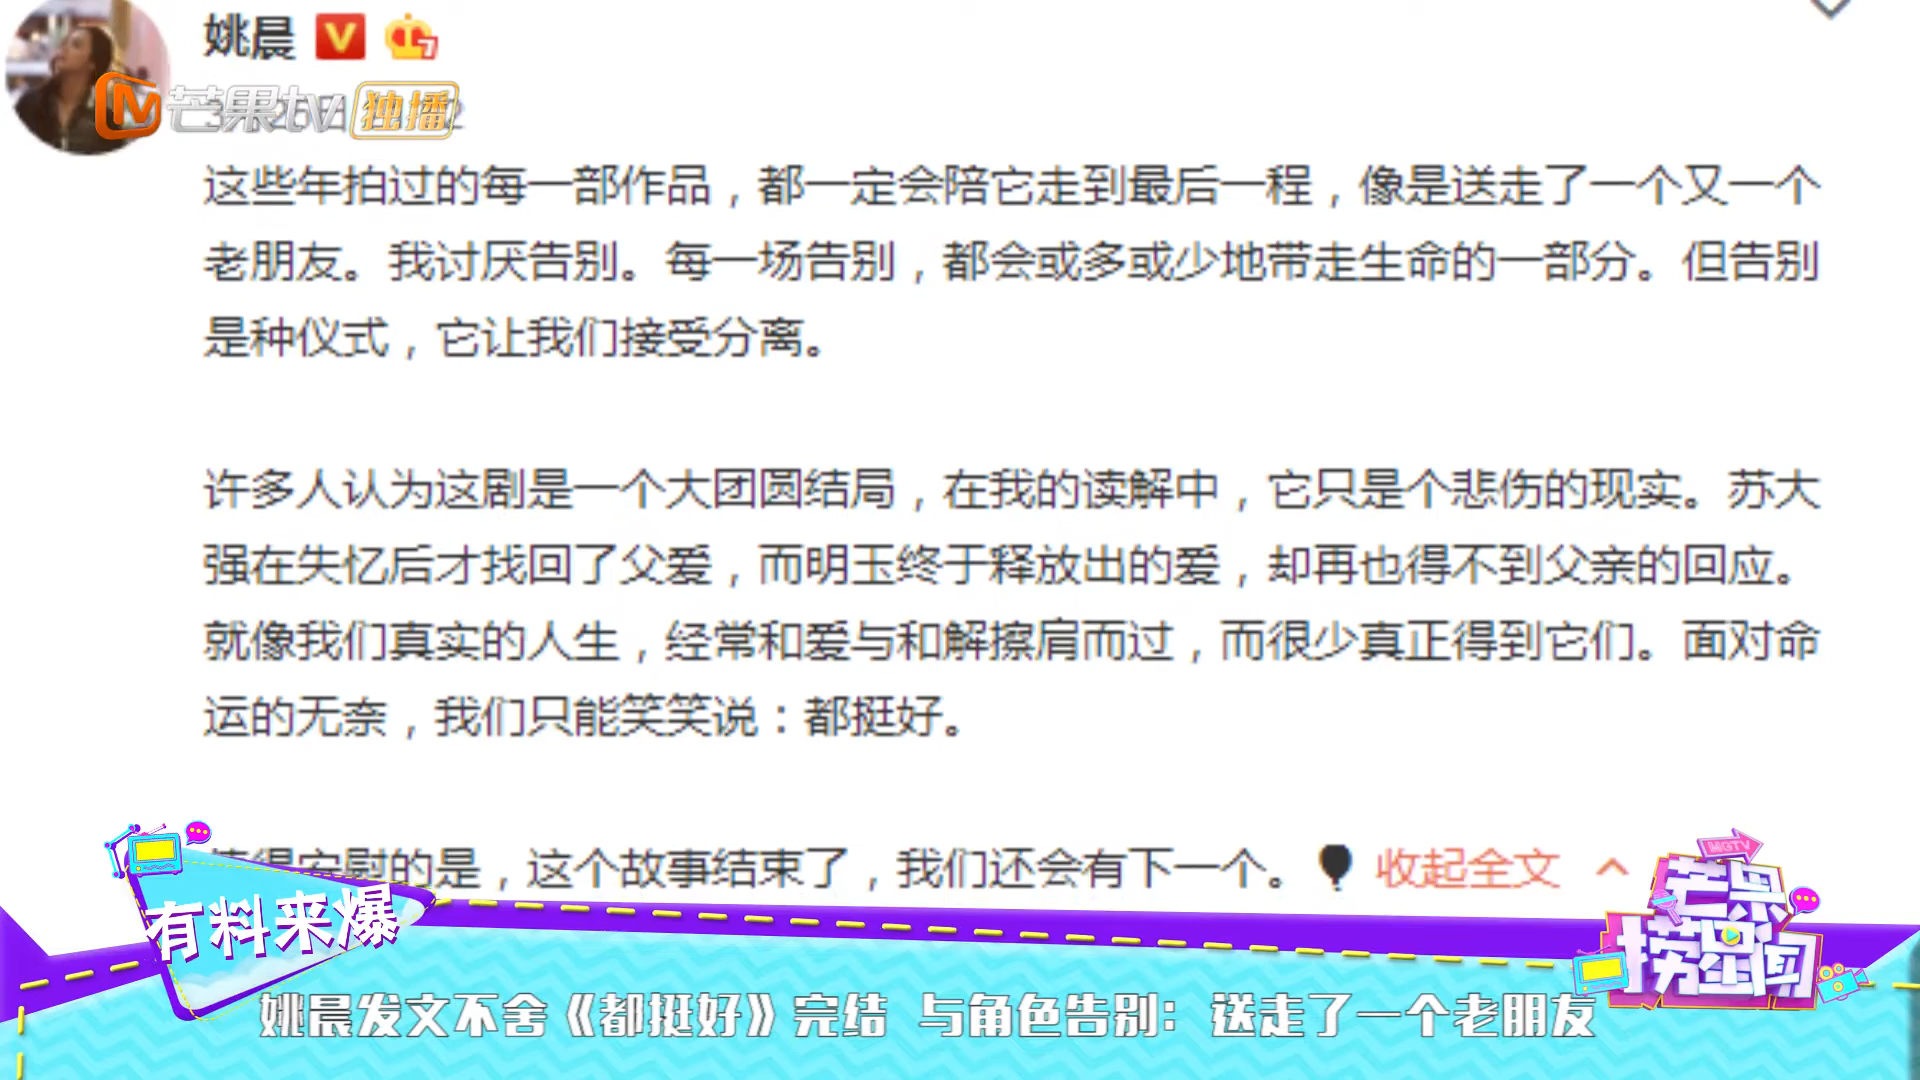 姚晨
芒果tv 独播
这些年拍过的每一部作品，都一定会陪它走到最后一程，像是送走了一个又一个
老朋友。我讨厌告别。每一场告别，都会或多或少地带走生命的一部分。但告别
是种仪式，它让我们接受分离。
许多人认为这剧是一个大团圆结局，在我的读解中，它只是个悲伤的现实。苏大
强在失忆后才找回了父爱，而明玉终于释放出的爱，却再也得不到父亲的回应。
就像我们真实的人生，经常和爱与和解擦肩而过，而很少真正得到它们。面对命
运的无奈，我们只能笑笑说：都挺好。
值得安慰的是，这个故事结束了，我们还会有下一个。 收起全文
有料来爆
MGTV
芒果
捞星闻
姚晨发文不舍《都挺好》完结 与角色告别：送走了一个老朋友